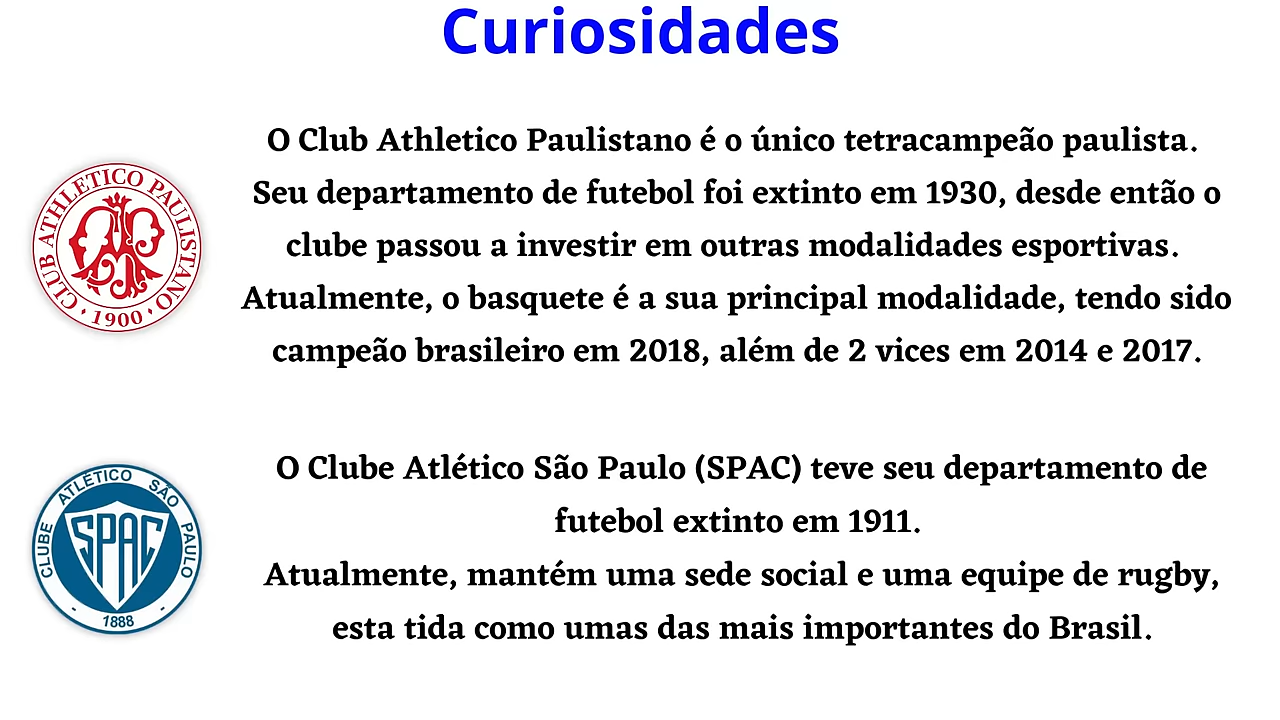 Curiosidades
O Club Athletico Paulistano é o único tetracampeão paulista.
Seu departamento de futebol foi extinto em 1930, desde então o
clube passou a investir em outras modalidades esportivas.
Atualmente, o basquete é a sua principal modalidade, tendo sido
campeão brasileiro em 2018, além de 2 vices em 2014 e 2017.
CLUB ATHLETICO PAULISTANO
· 1900 ·
O Clube Atlético São Paulo (SPAC) teve seu departamento de
futebol extinto em 1911.
Atualmente, mantém uma sede social e uma equipe de rugby,
esta tida como umas das mais importantes do Brasil.
CLUBE ATLÉTICO SÃO PAULO
SPAC
- 1888 -